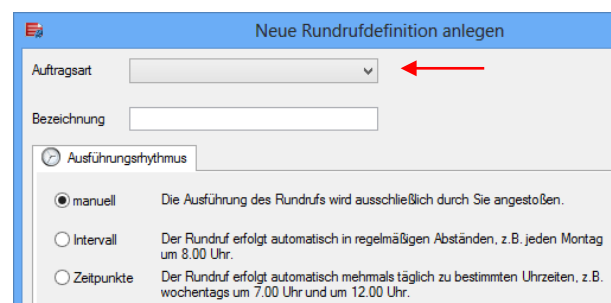 Neue Rundrufdefinition anlegen
Auftragsart
Bezeichnung
Ausführungsrhythmus
manuell Die Ausführung des Rundrufs wird ausschließlich durch Sie angestoßen.
Intervall Der Rundruf erfolgt automatisch in regelmäßigen Abständen, z.B. jeden Montag
um 8.00 Uhr.
Zeitpunkte Der Rundruf erfolgt automatisch mehrmals täglich zu bestimmten Uhrzeiten, z.B.
wochentags um 7.00 Uhr und um 12.00 Uhr.